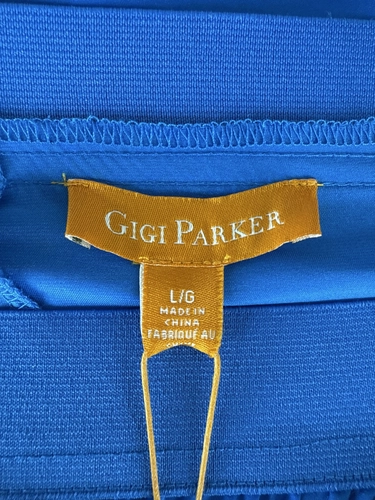 GIGI PARKER
L/G
MADE IN
CHINA
FABRIQUÉ AU